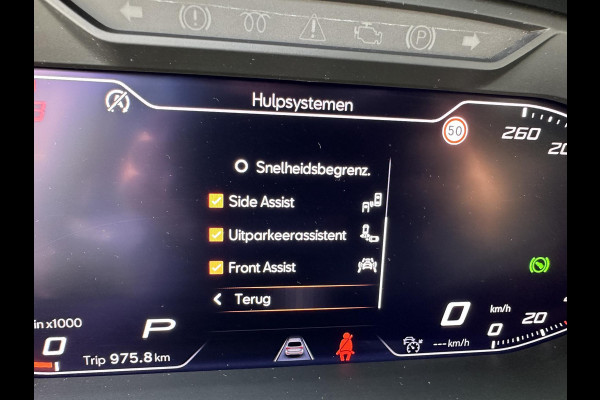 Hulpsystemen
50
260
Snelheidsbegrenz.
Side Assist
Uitparkeerassistent
Front Assist
Terug
in x1000
P
0
km/h
20
0
0
Trip 975.8 km
--- km/h